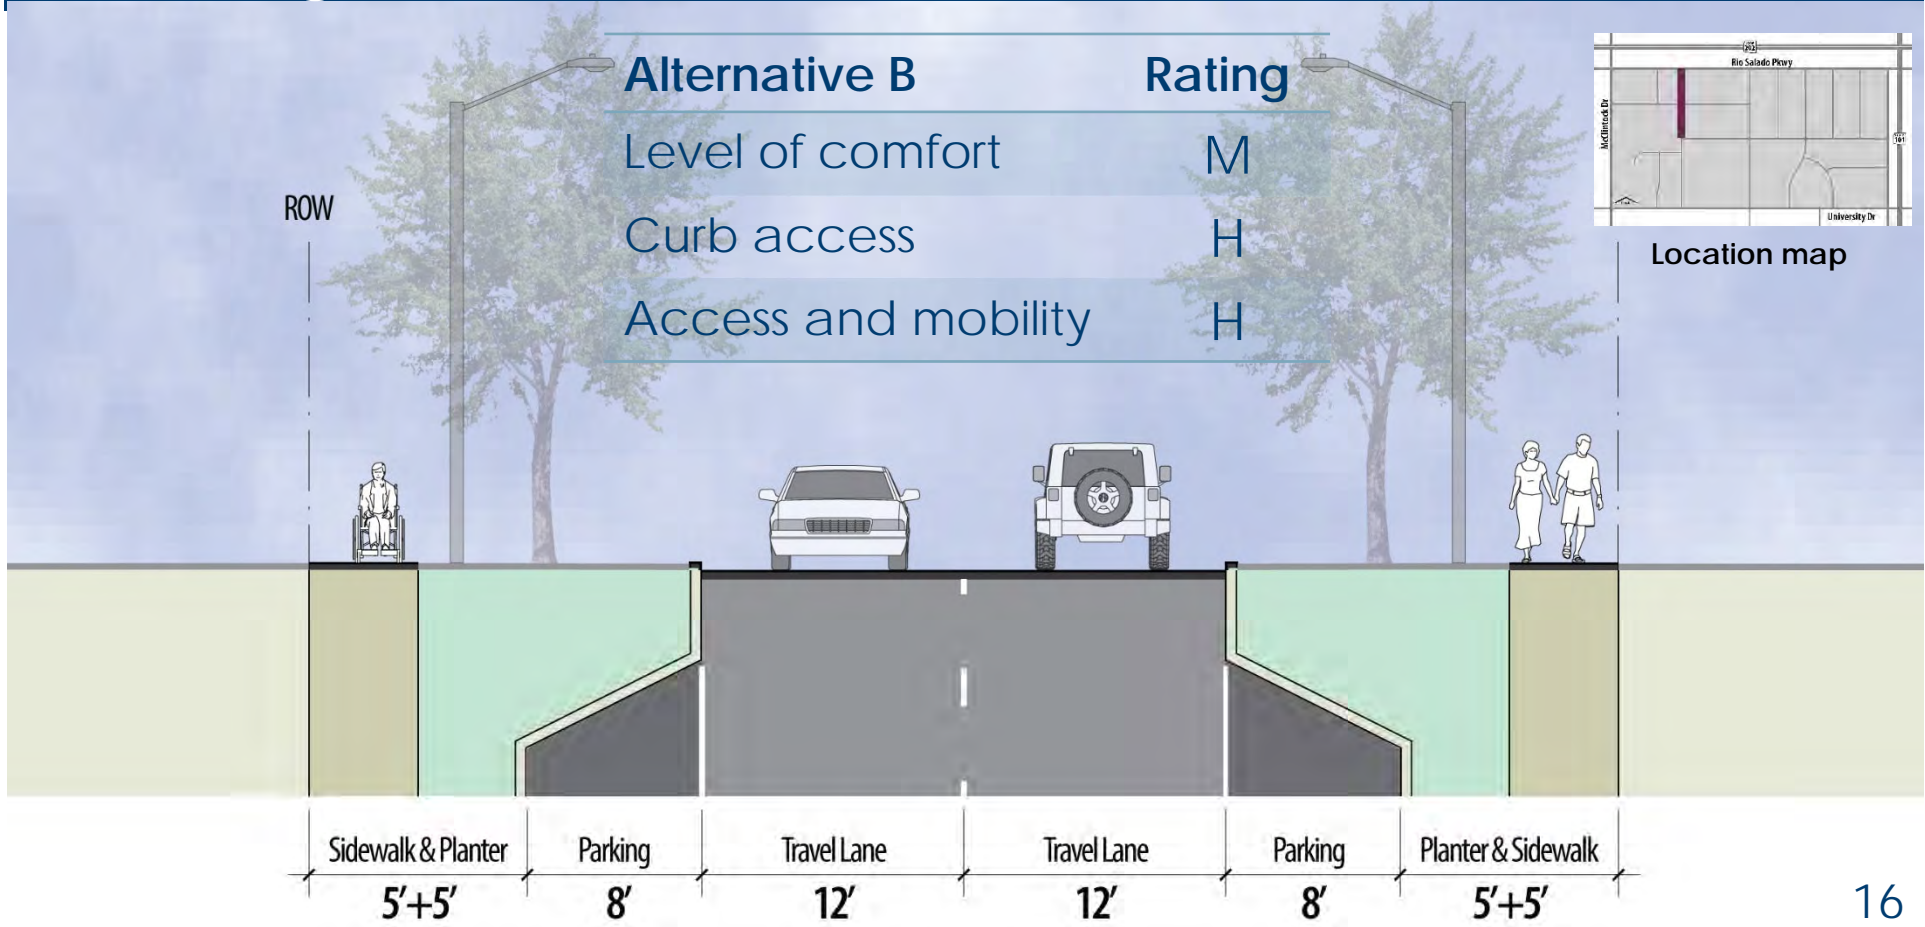 Alternative B Rating
Level of comfort M
Curb access H
Access and mobility H
ROW
202
Rio Salado Pkwy
McClintock Dr
101
University Dr
Location map
Sidewalk & Planter Parking Travel Lane Travel Lane Parking Planter & Sidewalk
5'+5' 8' 12' 12' 8' 5'+5'
16